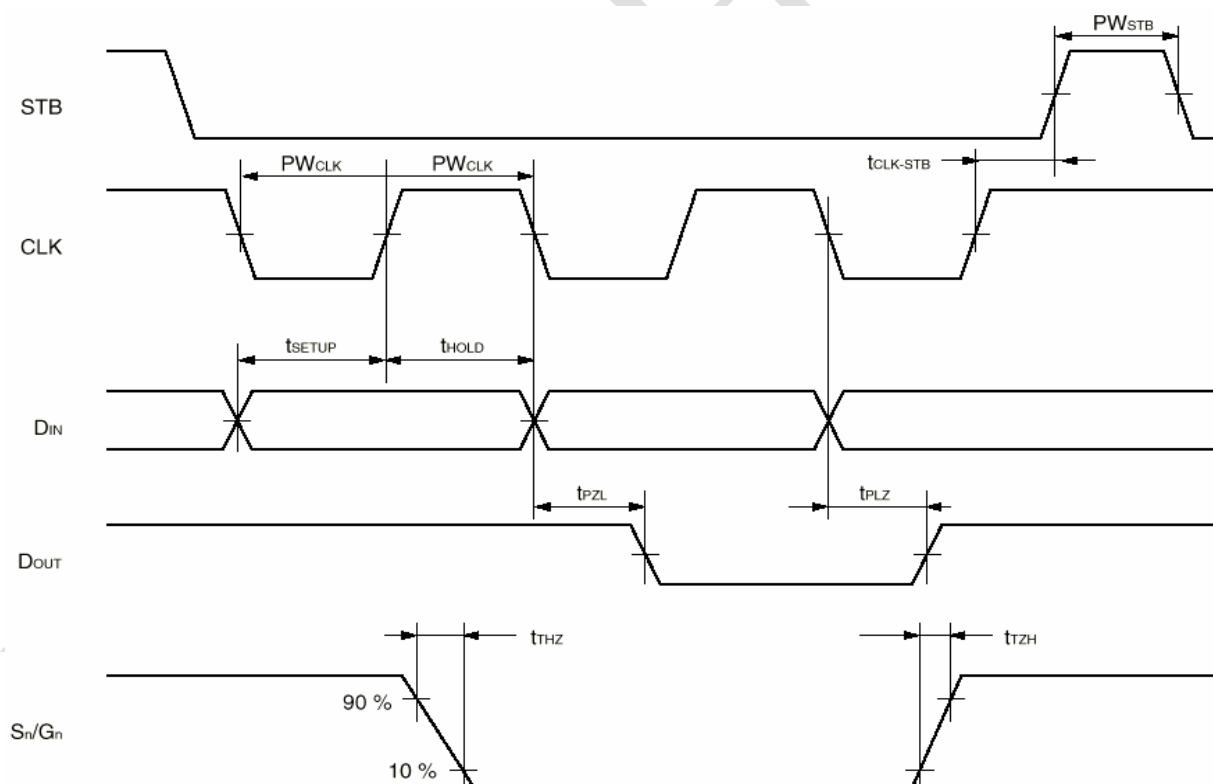 PWSTB
STB
PWCLK PWCLK
tCLK-STB
CLK
tSETUP tHOLD
DIN
tPZL tPLZ
DOUT
tTHZ tTZH
90 %
Sn/Gn
10 %